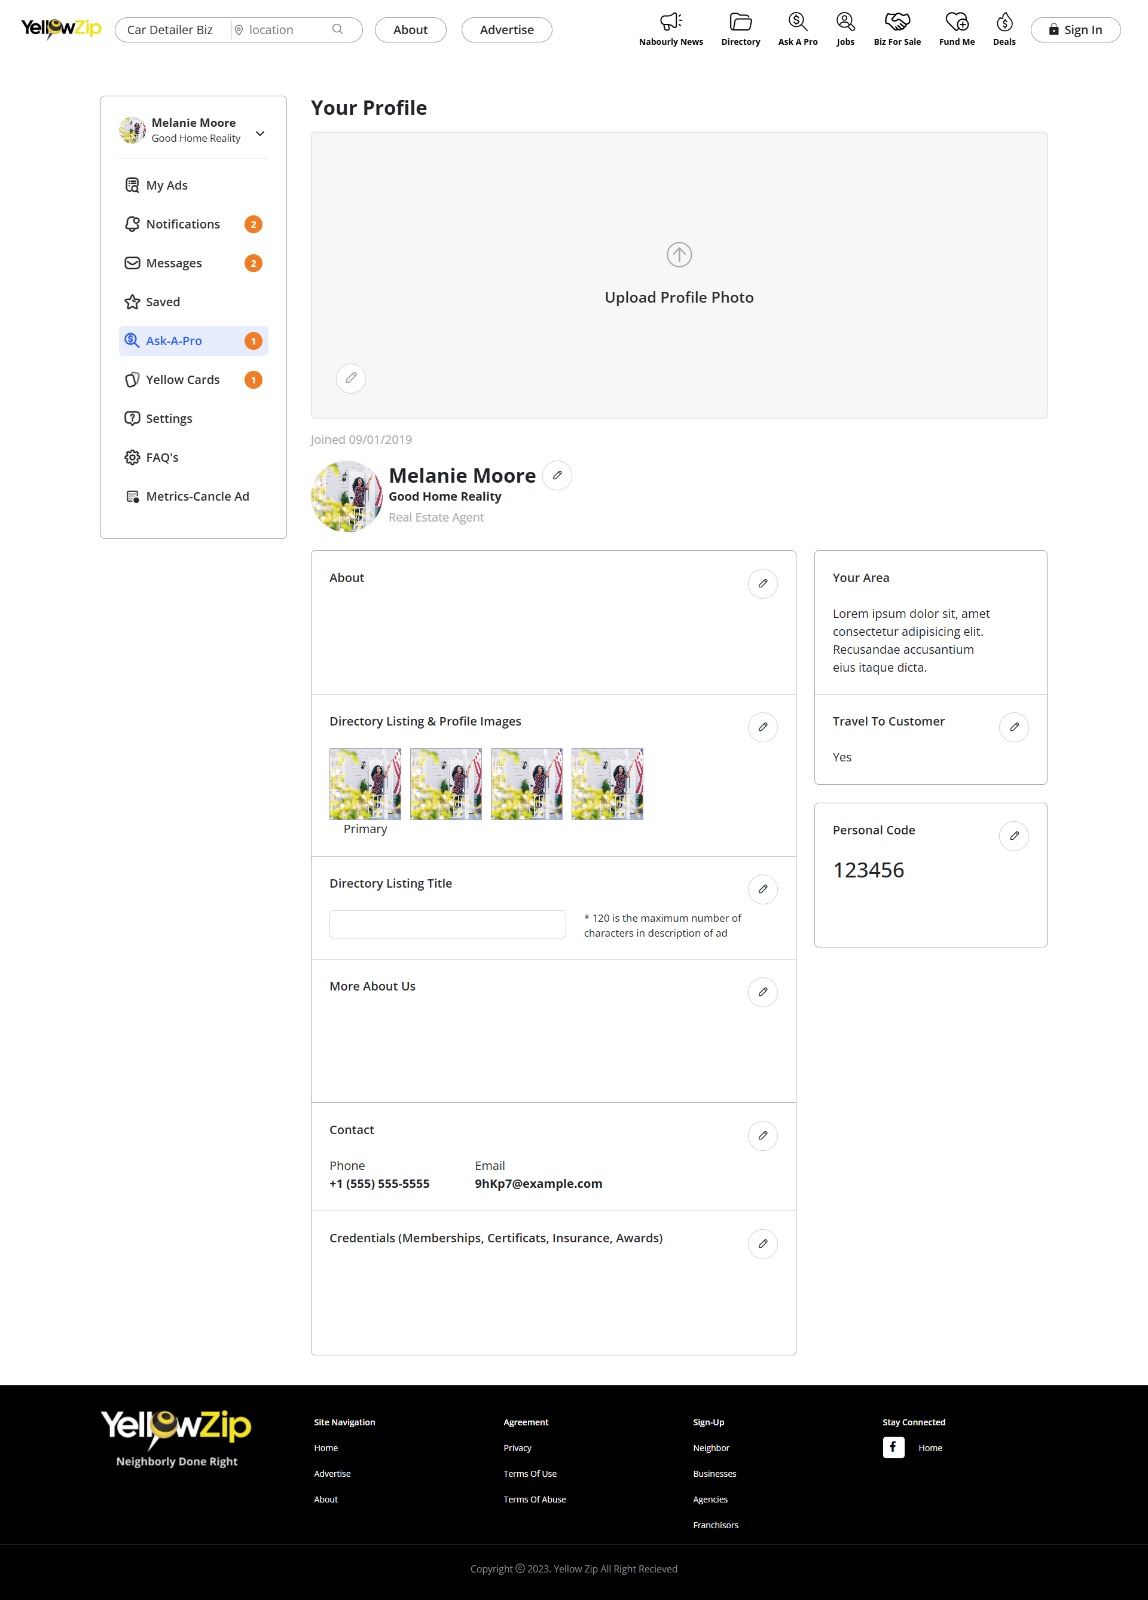 YellowZip
Car Detailer Biz
location
About
Advertise
Nabourly News
Directory
Ask A Pro
Jobs
Biz For Sale
Fund Me
Deals
Sign In
Melanie Moore
Good Home Reality
My Ads
Notifications 2
Messages 2
Saved
Ask-A-Pro 1
Yellow Cards 1
Settings
FAQ's
Metrics-Cancle Ad
Your Profile
Upload Profile Photo
Joined 09/01/2019
Melanie Moore
Good Home Reality
Real Estate Agent
About
Directory Listing & Profile Images
Primary
Directory Listing Title
* 120 is the maximum number of
characters in description of ad
More About Us
Contact
Phone
+1 (555) 555-5555
Email
9hKp7@example.com
Credentials (Memberships, Certificats, Insurance, Awards)
Your Area
Lorem ipsum dolor sit, amet
consectetur adipisicing elit.
Recusandae accusantium
eius itaque dicta.
Travel To Customer
Yes
Personal Code
123456
YellowZip
Neighborly Done Right
Site Navigation
Home
Advertise
About
Agreement
Privacy
Terms Of Use
Terms Of Abuse
Sign-Up
Neighbor
Businesses
Agencies
Franchisors
Stay Connected
Home
Copyright © 2023. Yellow Zip All Right Recieved